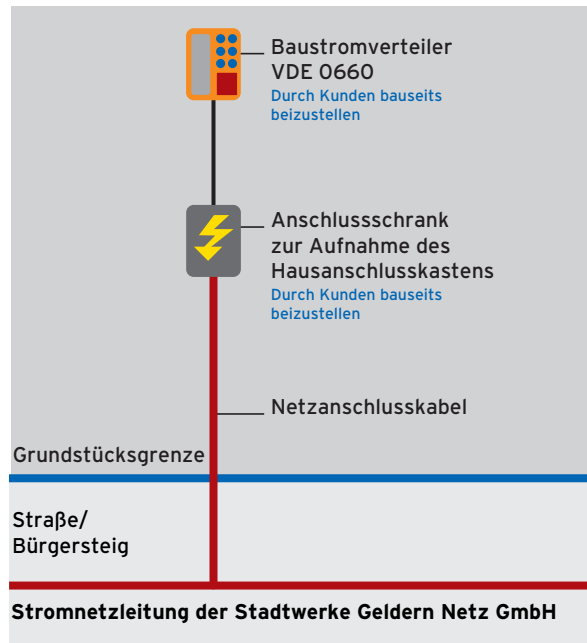 Baustromverteiler
VDE 0660
Durch Kunden bauseits
beizustellen
Anschlussschrank
zur Aufnahme des
Hausanschlusskastens
Durch Kunden bauseits
beizustellen
Netzanschlusskabel
Grundstücksgrenze
Straße/
Bürgersteig
Stromnetzleitung der Stadtwerke Geldern Netz GmbH